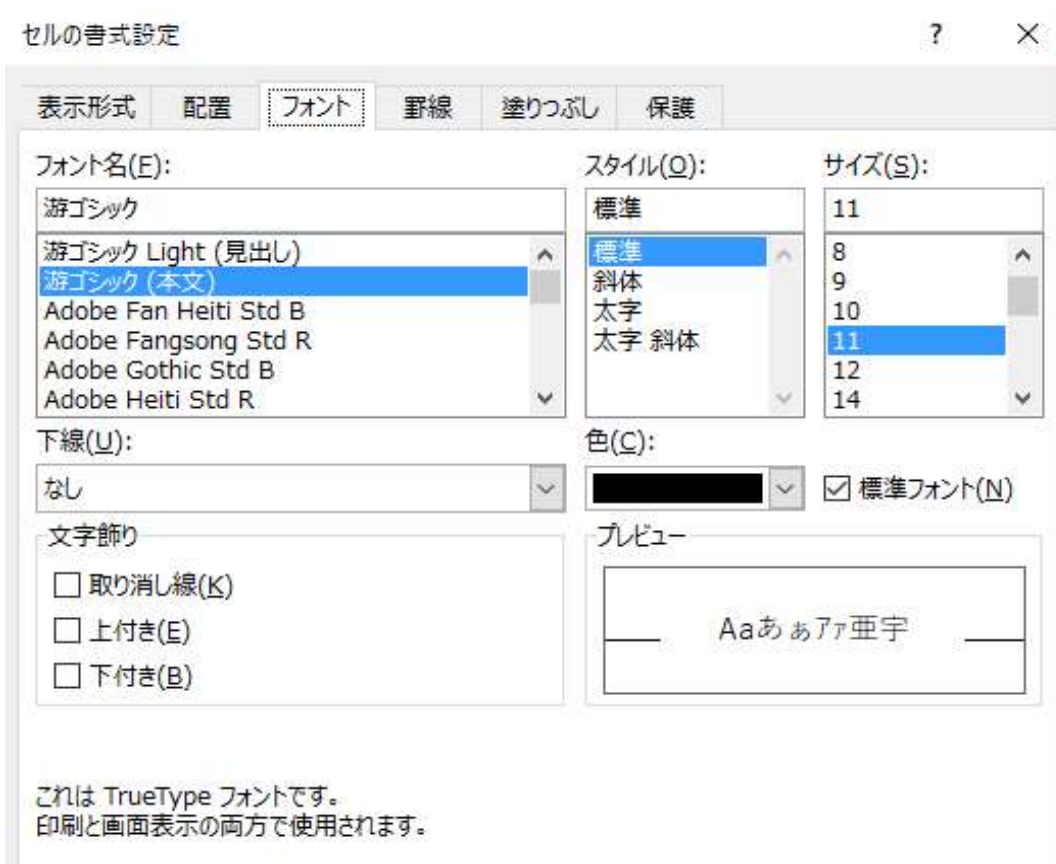 セルの書式設定
? ×
表示形式 配置 フォント 罫線 塗りつぶし 保護
フォント名(F): スタイル(O): サイズ(S):
游ゴシック 標準 11
游ゴシック Light (見出し) 標準 8
游ゴシック (本文) 斜体 9
Adobe Fan Heiti Std B 太字 10
Adobe Fangsong Std R 太字 斜体 11
Adobe Gothic Std B 12
Adobe Heiti Std R 14
下線(U): 色(C):
なし 標準フォント(N)
文字飾り プレビュー
取り消し線(K)
上付き(E)
下付き(B)
Aaあぁアァ亜宇
これは TrueType フォントです。
印刷と画面表示の両方で使用されます。